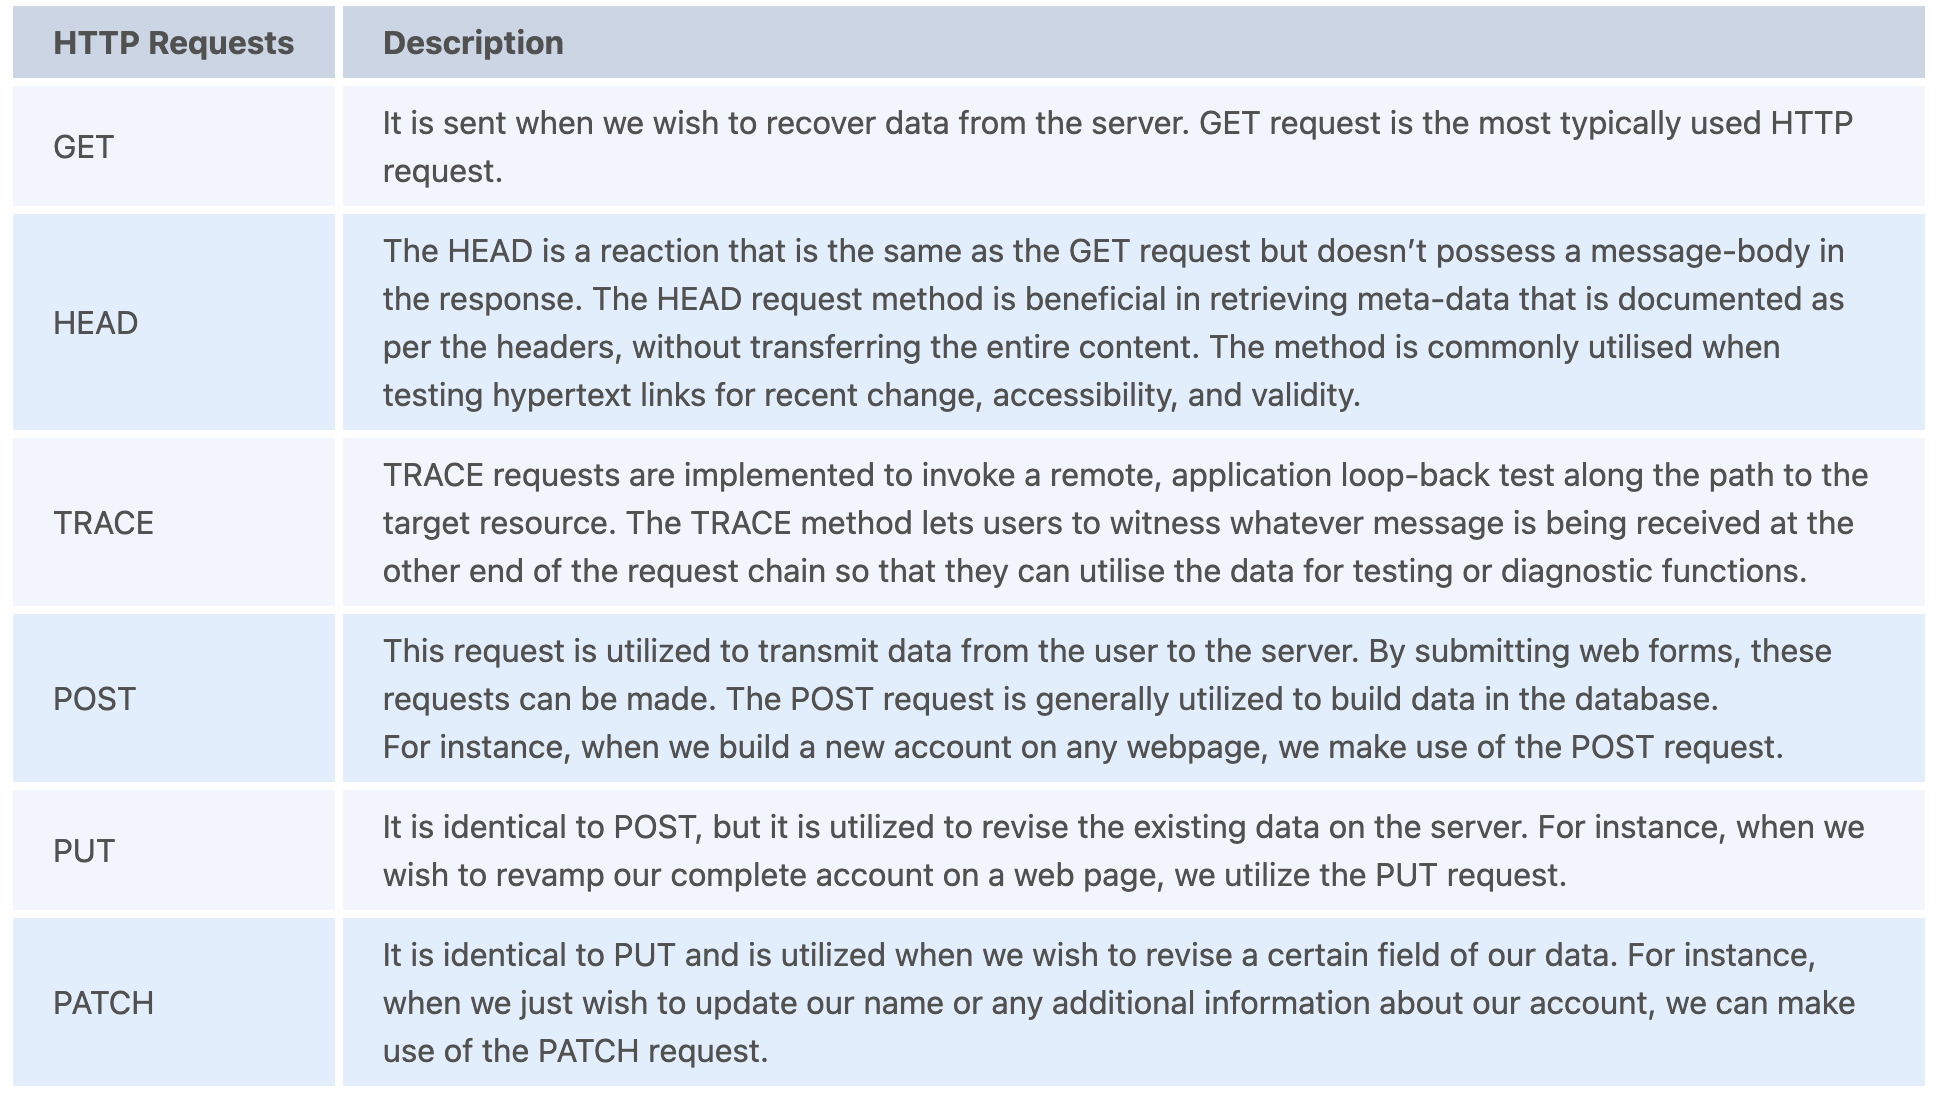 HTTP Requests
Description
GET
It is sent when we wish to recover data from the server. GET request is the most typically used HTTP
request.
HEAD
The HEAD is a reaction that is the same as the GET request but doesn’t possess a message-body in
the response. The HEAD request method is beneficial in retrieving meta-data that is documented as
per the headers, without transferring the entire content. The method is commonly utilised when
testing hypertext links for recent change, accessibility, and validity.
TRACE
TRACE requests are implemented to invoke a remote, application loop-back test along the path to the
target resource. The TRACE method lets users to witness whatever message is being received at the
other end of the request chain so that they can utilise the data for testing or diagnostic functions.
POST
This request is utilized to transmit data from the user to the server. By submitting web forms, these
requests can be made. The POST request is generally utilized to build data in the database.
For instance, when we build a new account on any webpage, we make use of the POST request.
PUT
It is identical to POST, but it is utilized to revise the existing data on the server. For instance, when we
wish to revamp our complete account on a web page, we utilize the PUT request.
PATCH
It is identical to PUT and is utilized when we wish to revise a certain field of our data. For instance,
when we just wish to update our name or any additional information about our account, we can make
use of the PATCH request.